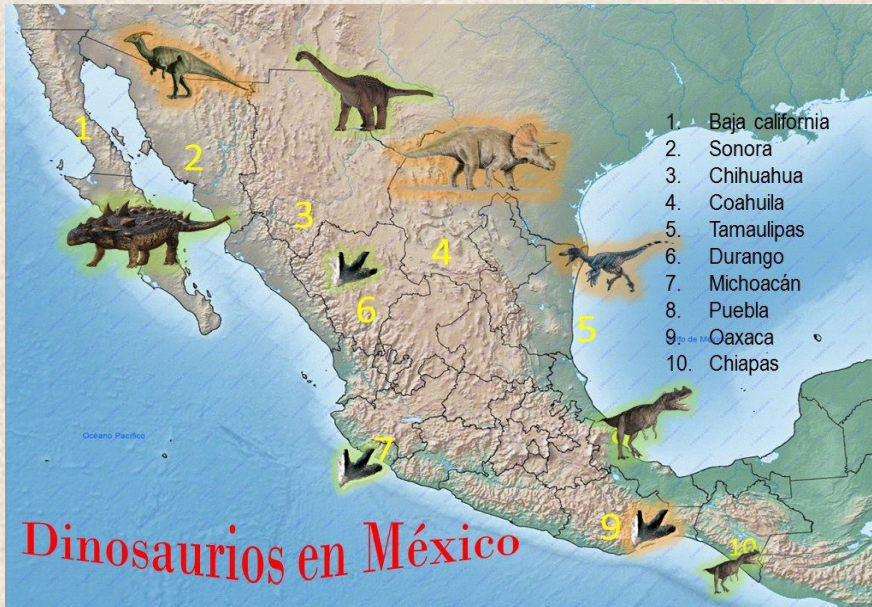 1. Baja california
2. Sonora
3. Chihuahua
4. Coahuila
5. Tamaulipas
6. Durango
7. Michoacán
8. Puebla
9. Oaxaca
10. Chiapas
1
2
3
4
5
6
7
9
10
Océano Pacífico
Dinosaurios en México